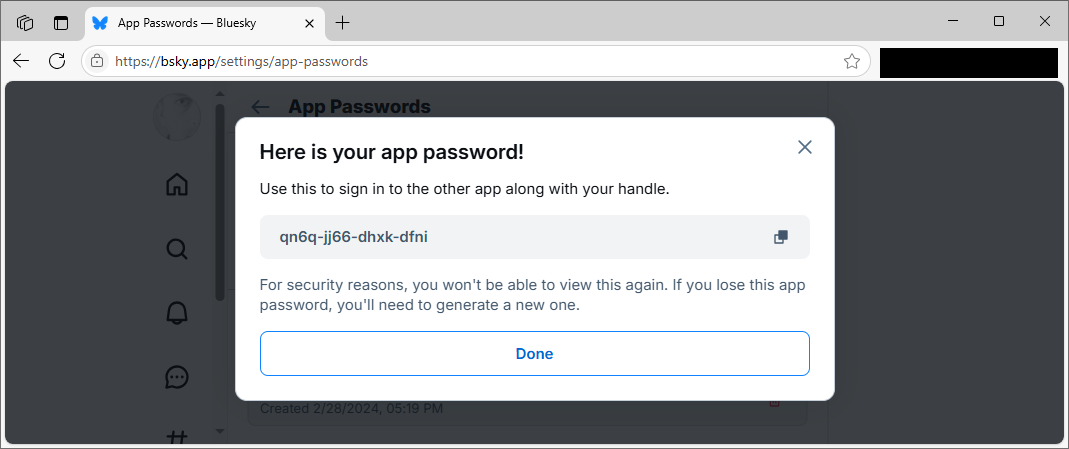 App Passwords — Bluesky
https://bsky.app/settings/app-passwords
App Passwords
Here is your app password!
Use this to sign in to the other app along with your handle.
qn6q-jj66-dhxk-dfni
For security reasons, you won't be able to view this again. If you lose this app
password, you'll need to generate a new one.
Done
Created 2/28/2024, 05:19 PM